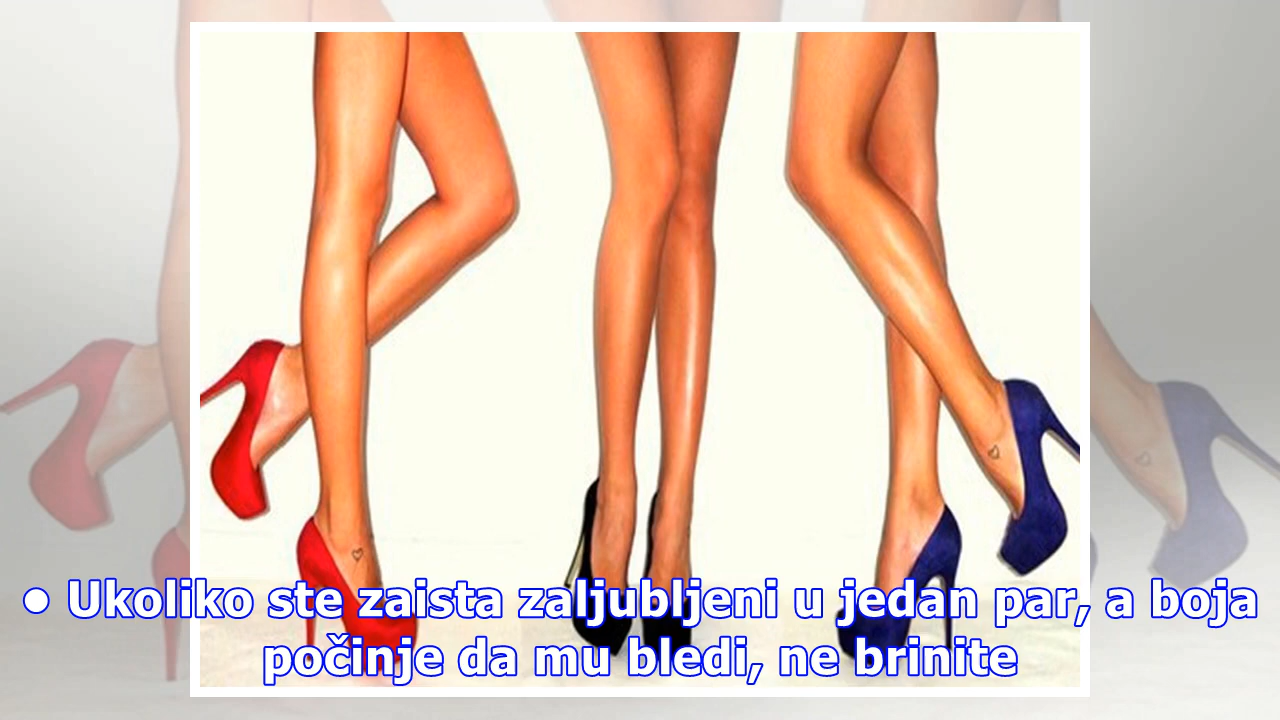 • Ukoliko ste zaista zaljubljeni u jedan par, a boja
počinje da mu bledi, ne brinite